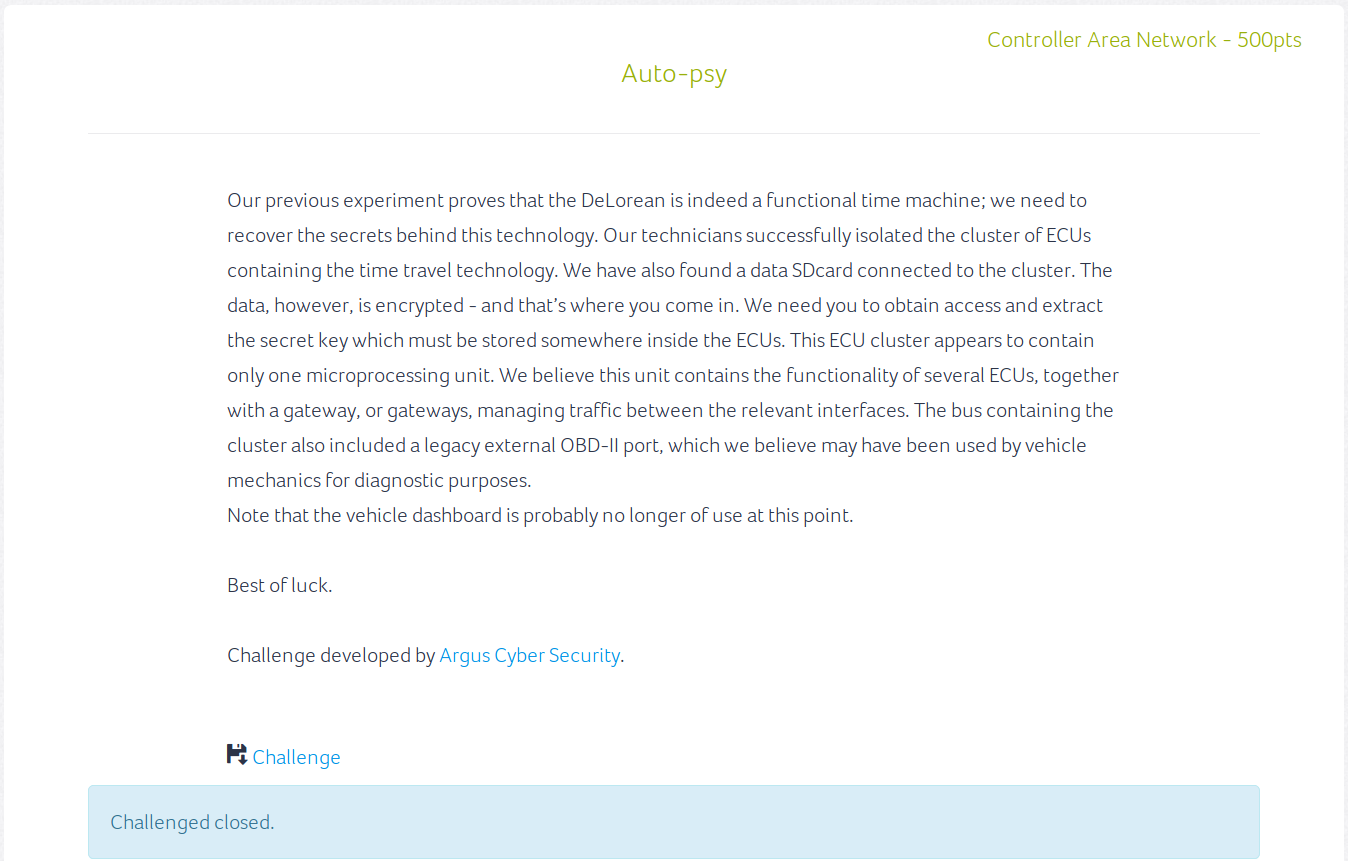 Controller Area Network - 500pts
Auto-psy
Our previous experiment proves that the DeLorean is indeed a functional time machine; we need to
recover the secrets behind this technology. Our technicians successfully isolated the cluster of ECUs
containing the time travel technology. We have also found a data SDcard connected to the cluster. The
data, however, is encrypted - and that’s where you come in. We need you to obtain access and extract
the secret key which must be stored somewhere inside the ECUs. This ECU cluster appears to contain
only one microprocessing unit. We believe this unit contains the functionality of several ECUs, together
with a gateway, or gateways, managing traffic between the relevant interfaces. The bus containing the
cluster also included a legacy external OBD-II port, which we believe may have been used by vehicle
mechanics for diagnostic purposes.
Note that the vehicle dashboard is probably no longer of use at this point.
Best of luck.
Challenge developed by Argus Cyber Security.
Challenge
Challenged closed.